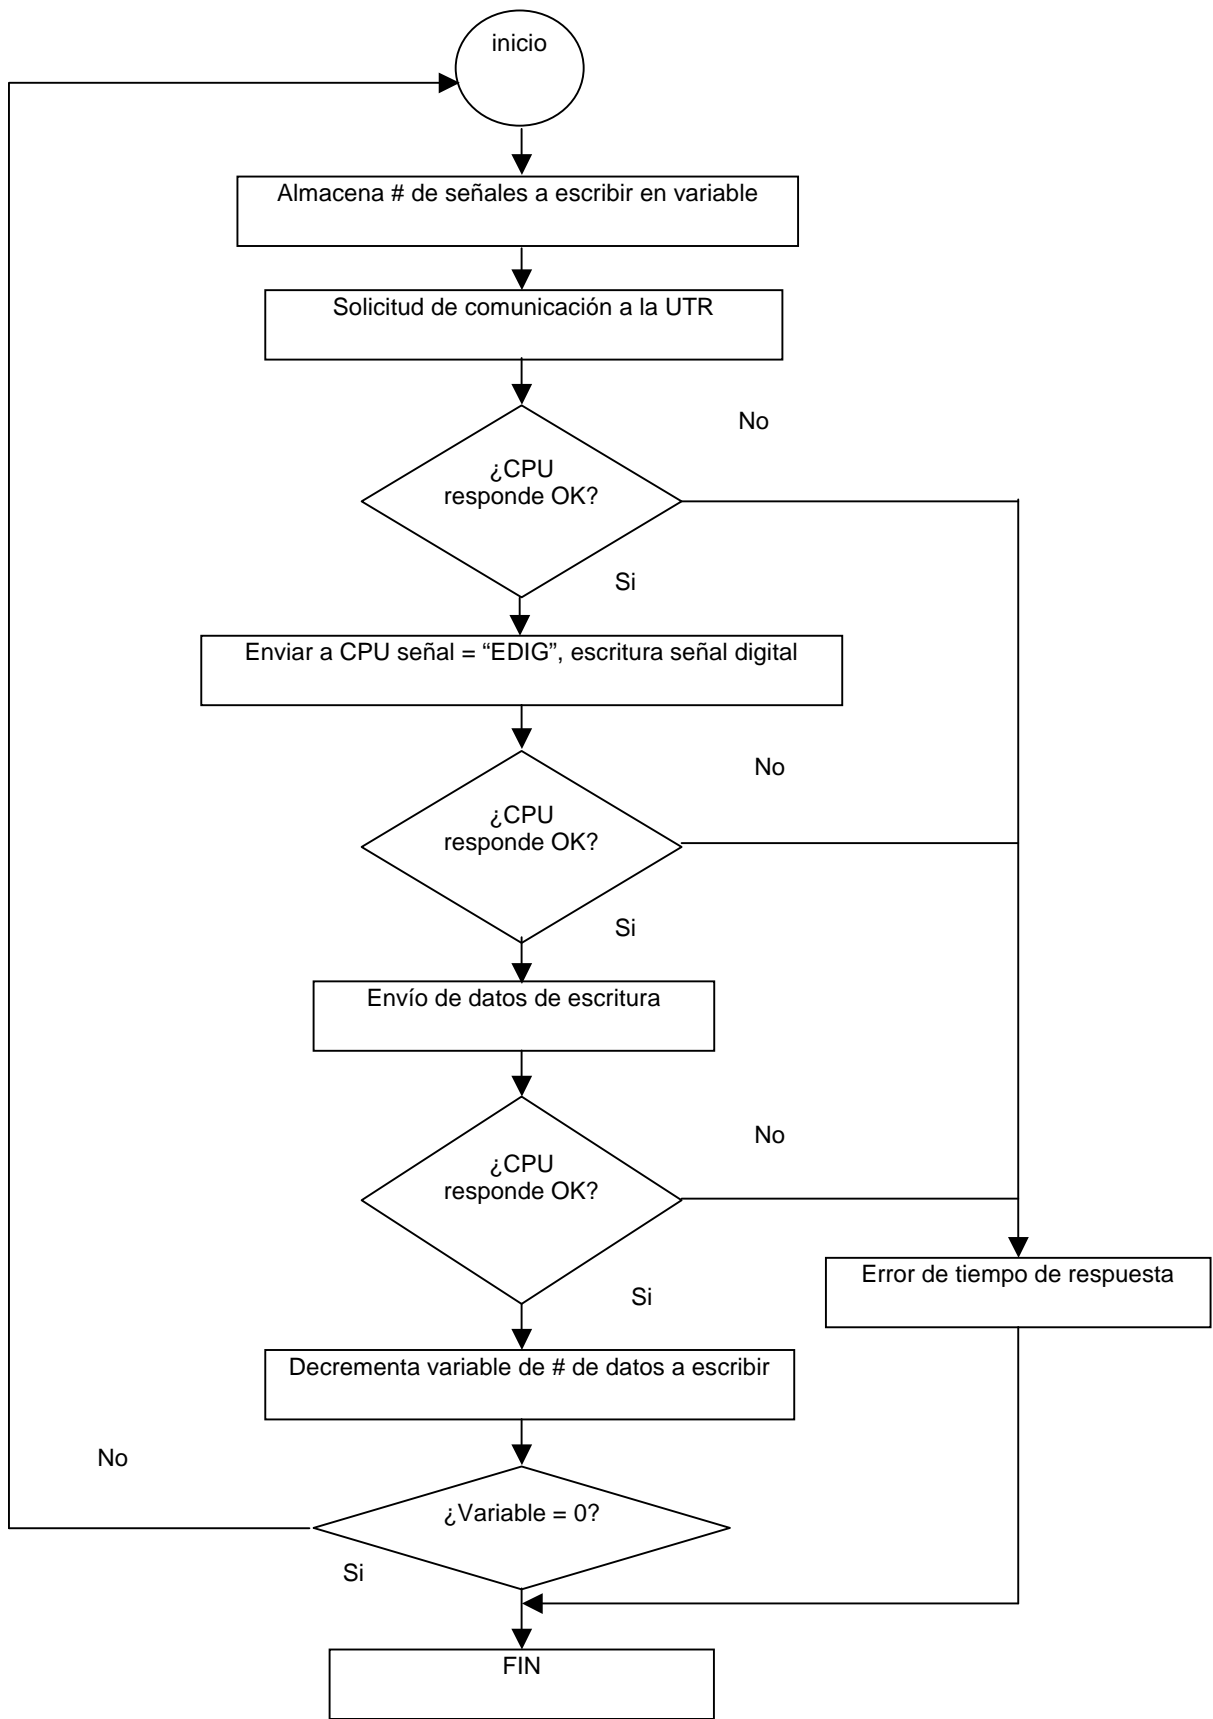 inicio
Almacena # de señales a escribir en variable
Solicitud de comunicación a la UTR
No
¿CPU
responde OK?
Si
Enviar a CPU señal = “EDIG”, escritura señal digital
No
¿CPU
responde OK?
Si
Envío de datos de escritura
No
¿CPU
responde OK?
Error de tiempo de respuesta
Si
Decrementa variable de # de datos a escribir
No
¿Variable = 0?
Si
FIN